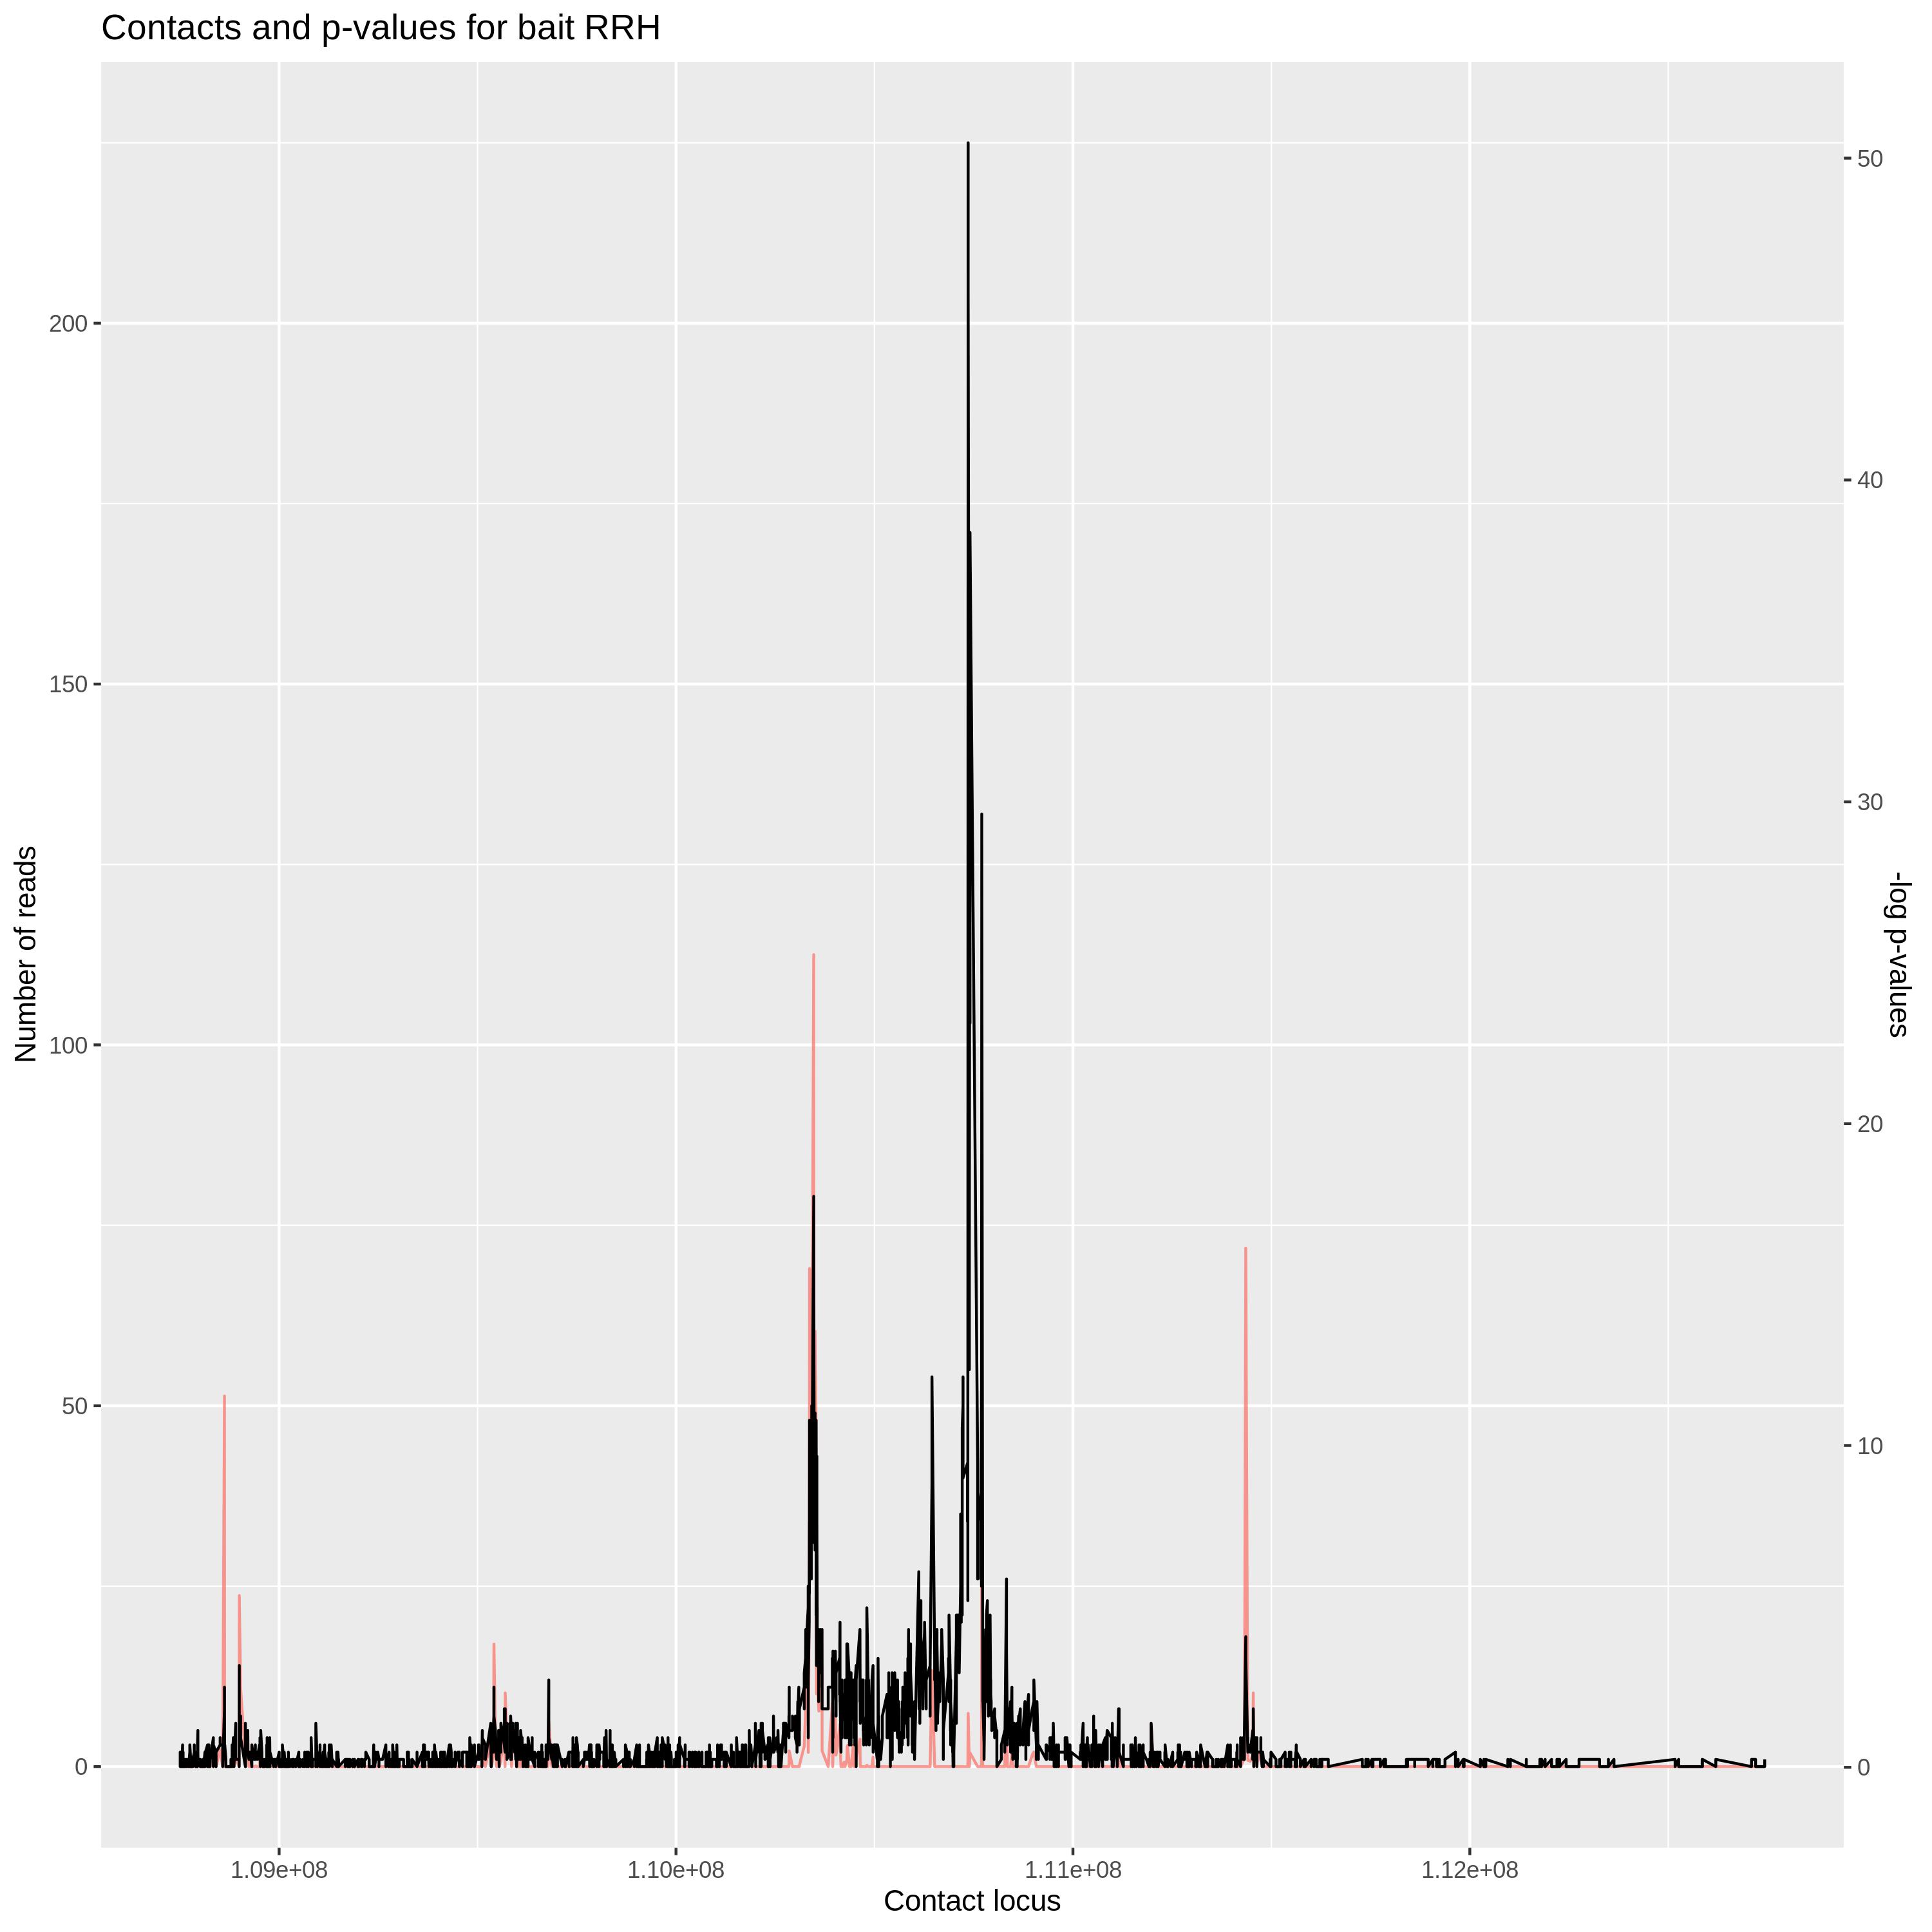 Contacts and p-values for bait RRH
200
150
100
50
0
Number of reads
50
40
30
20
10
0
-log p-values
1.09e+08
1.10e+08
1.11e+08
1.12e+08
Contact locus